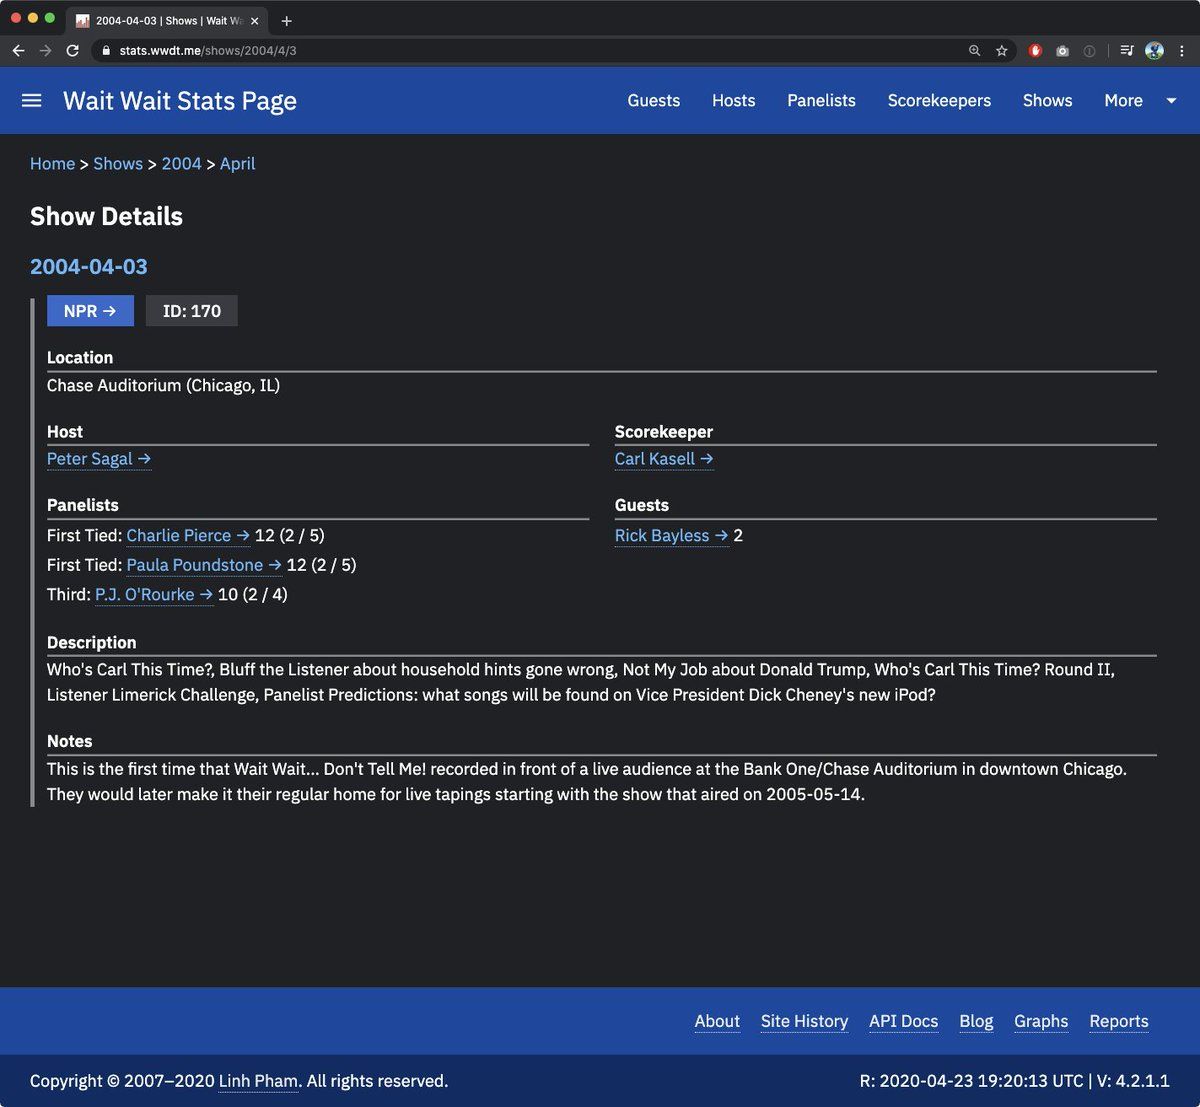 2004-04-03 | Shows | Wait Wa
stats.wwdt.me/shows/2004/4/3
Wait Wait Stats Page
Guests Hosts Panelists Scorekeepers Shows More
Home > Shows > 2004 > April
Show Details
2004-04-03
NPR → ID: 170
Location
Chase Auditorium (Chicago, IL)
Host
Peter Sagal →
Scorekeeper
Carl Kasell →
Panelists
First Tied: Charlie Pierce → 12 (2 / 5)
First Tied: Paula Poundstone → 12 (2 / 5)
Third: P.J. O'Rourke → 10 (2 / 4)
Guests
Rick Bayless → 2
Description
Who's Carl This Time?, Bluff the Listener about household hints gone wrong, Not My Job about Donald Trump, Who's Carl This Time? Round II,
Listener Limerick Challenge, Panelist Predictions: what songs will be found on Vice President Dick Cheney's new iPod?
Notes
This is the first time that Wait Wait... Don't Tell Me! recorded in front of a live audience at the Bank One/Chase Auditorium in downtown Chicago.
They would later make it their regular home for live tapings starting with the show that aired on 2005-05-14.
About Site History API Docs Blog Graphs Reports
Copyright © 2007–2020 Linh Pham. All rights reserved.
R: 2020-04-23 19:20:13 UTC | V: 4.2.1.1